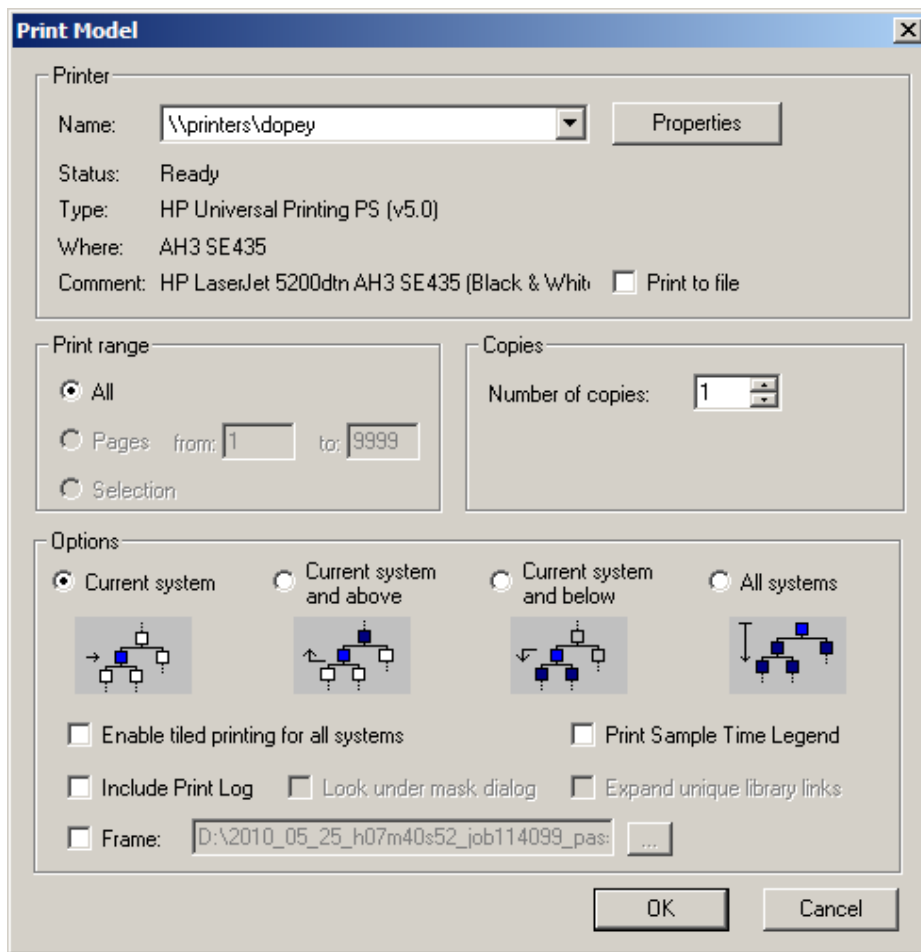 Print Model
Printer
Name: \\printers\dopey Properties
Status: Ready
Type: HP Universal Printing PS (v5.0)
Where: AH3 SE435
Comment: HP LaserJet 5200dtn AH3 SE435 (Black & Whit Print to file
Print range
All
Pages from: 1 to: 9999
Selection
Copies
Number of copies: 1
Options
Current system
Current system
and above
Current system
and below
All systems
Enable tiled printing for all systems Print Sample Time Legend
Include Print Log Look under mask dialog Expand unique library links
Frame: D:\2010_05_25_h07m40s52_job114099_pas ...
OK Cancel